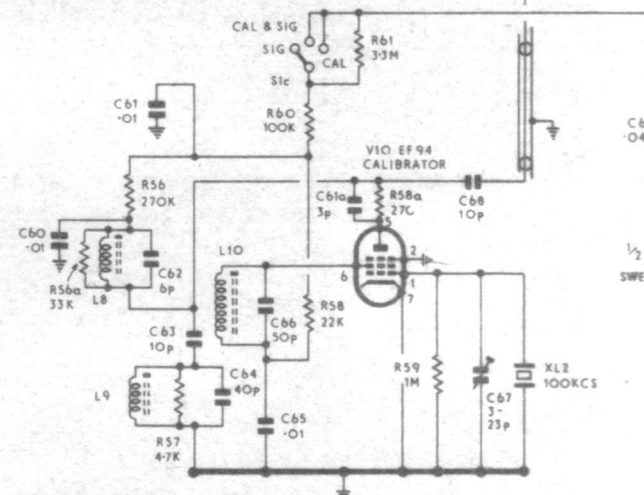 CAL & SIG
SIG
CAL
S1c
R61
3·3M
R60
100K
C61
·01
V10 EF94
CALIBRATOR
C6
·04
R56
270K
C61a
3p
R58a
27C
5
C68
10p
C60
·01
R56a
33K
L8
C62
6p
L10
6
2
1
7
½
SWE
C63
10p
C66
50p
R58
22K
R59
1M
C67
3-
23p
XL2
100KCS
L9
R57
4·7K
C64
40p
C65
·01